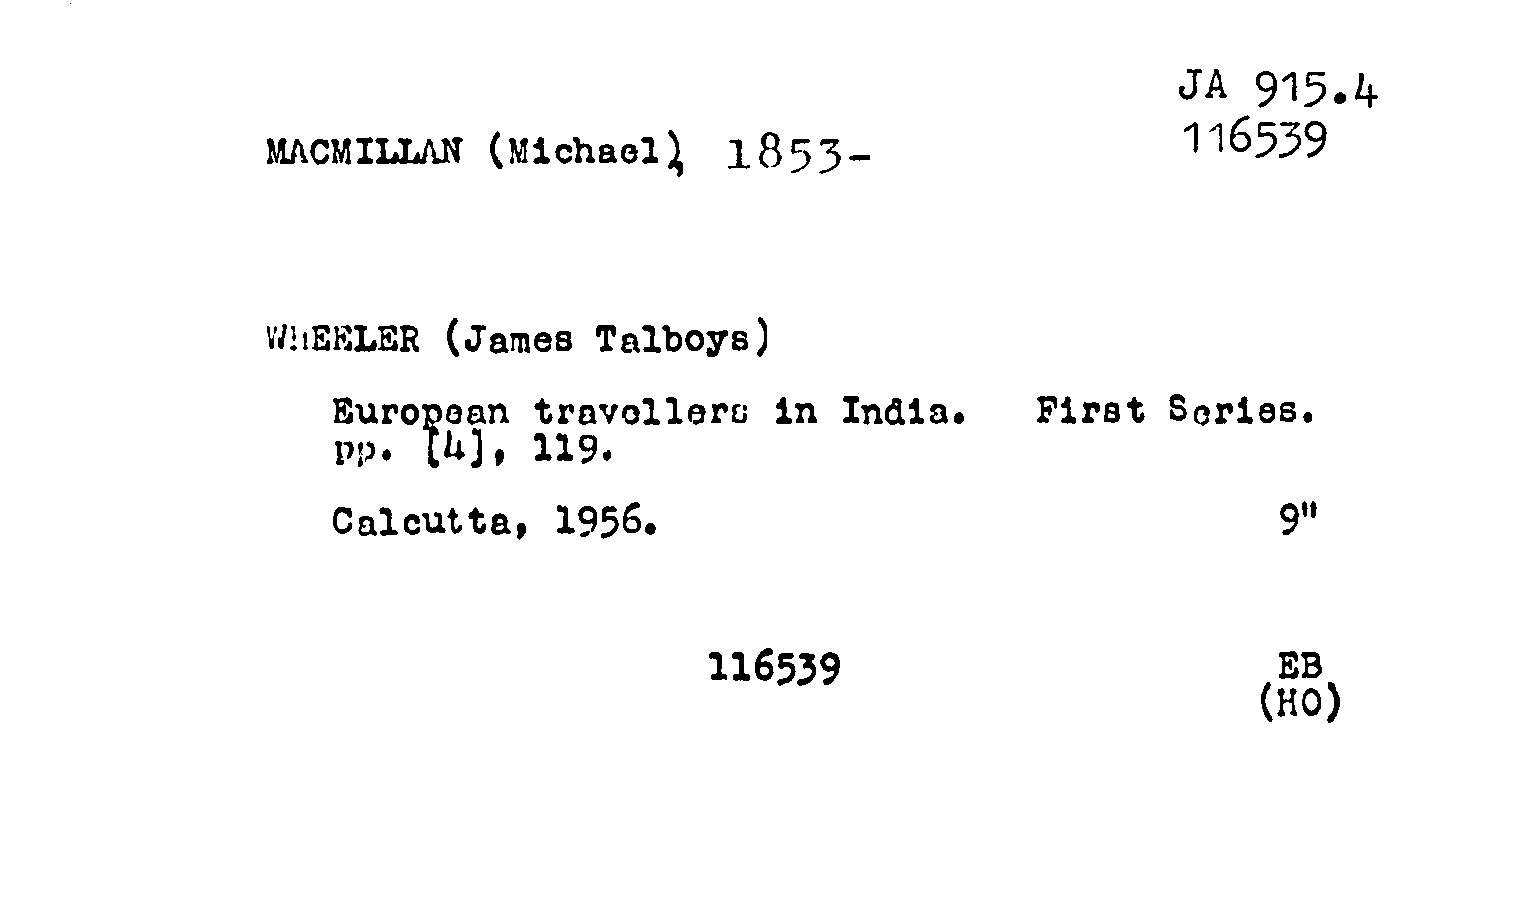 JA 915.4
116539
MACMILLAN (Michael), 1853-
WHEELER (James Talboys)
European travellers in India. First Series.
pp. [4], 119.
Calcutta, 1956. 9"
116539 EB
(HO)